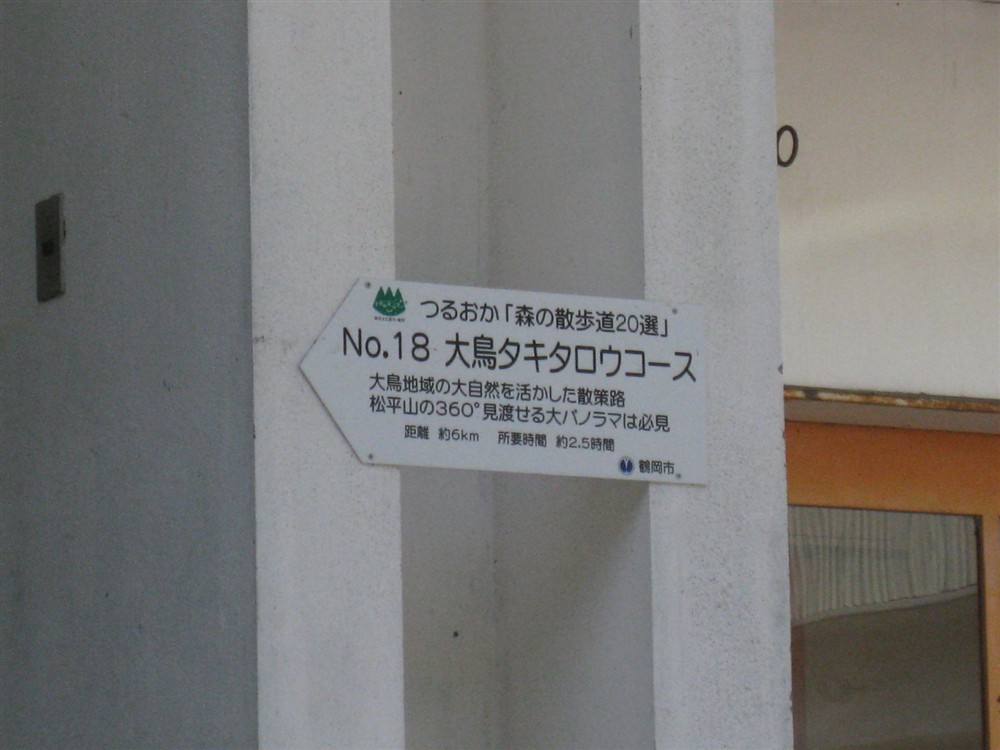 つるおか「森の散歩道20選」
No.18 大鳥タキタロウコース
大鳥地域の大自然を活かした散策路
松平山の360°見渡せる大パノラマは必見
距離 約6km 所要時間 約2.5時間
鶴岡市